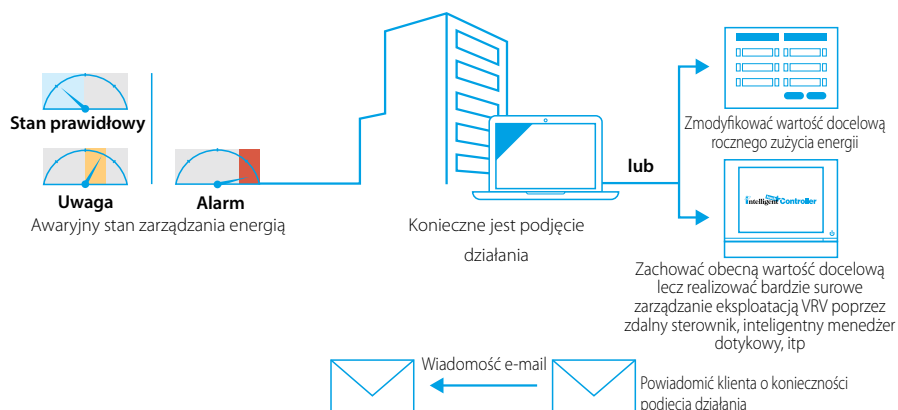 Stan prawidłowy
Uwaga
Alarm
Awaryjny stan zarządzania energią
Konieczne jest podjęcie
działania
lub
Zmodyfikować wartość docelową
rocznego zużycia energii
intelligent Controller
Zachować obecną wartość docelową
lecz realizować bardzie surowe
zarządzanie eksploatacją VRV poprzez
zdalny sterownik, inteligentny menedżer
dotykowy, itp
Wiadomość e-mail
Powiadomić klienta o konieczności
podjęcia działania